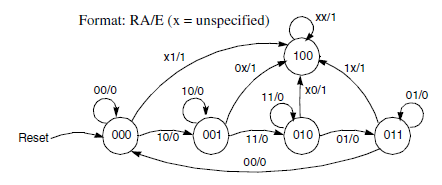 Format: RA/E (x = unspecified)
xx/1
x1/1
100
0x/1
1x/1
00/0
10/0
11/0
x0/1
01/0
Reset
000
10/0
001
11/0
010
01/0
011
00/0